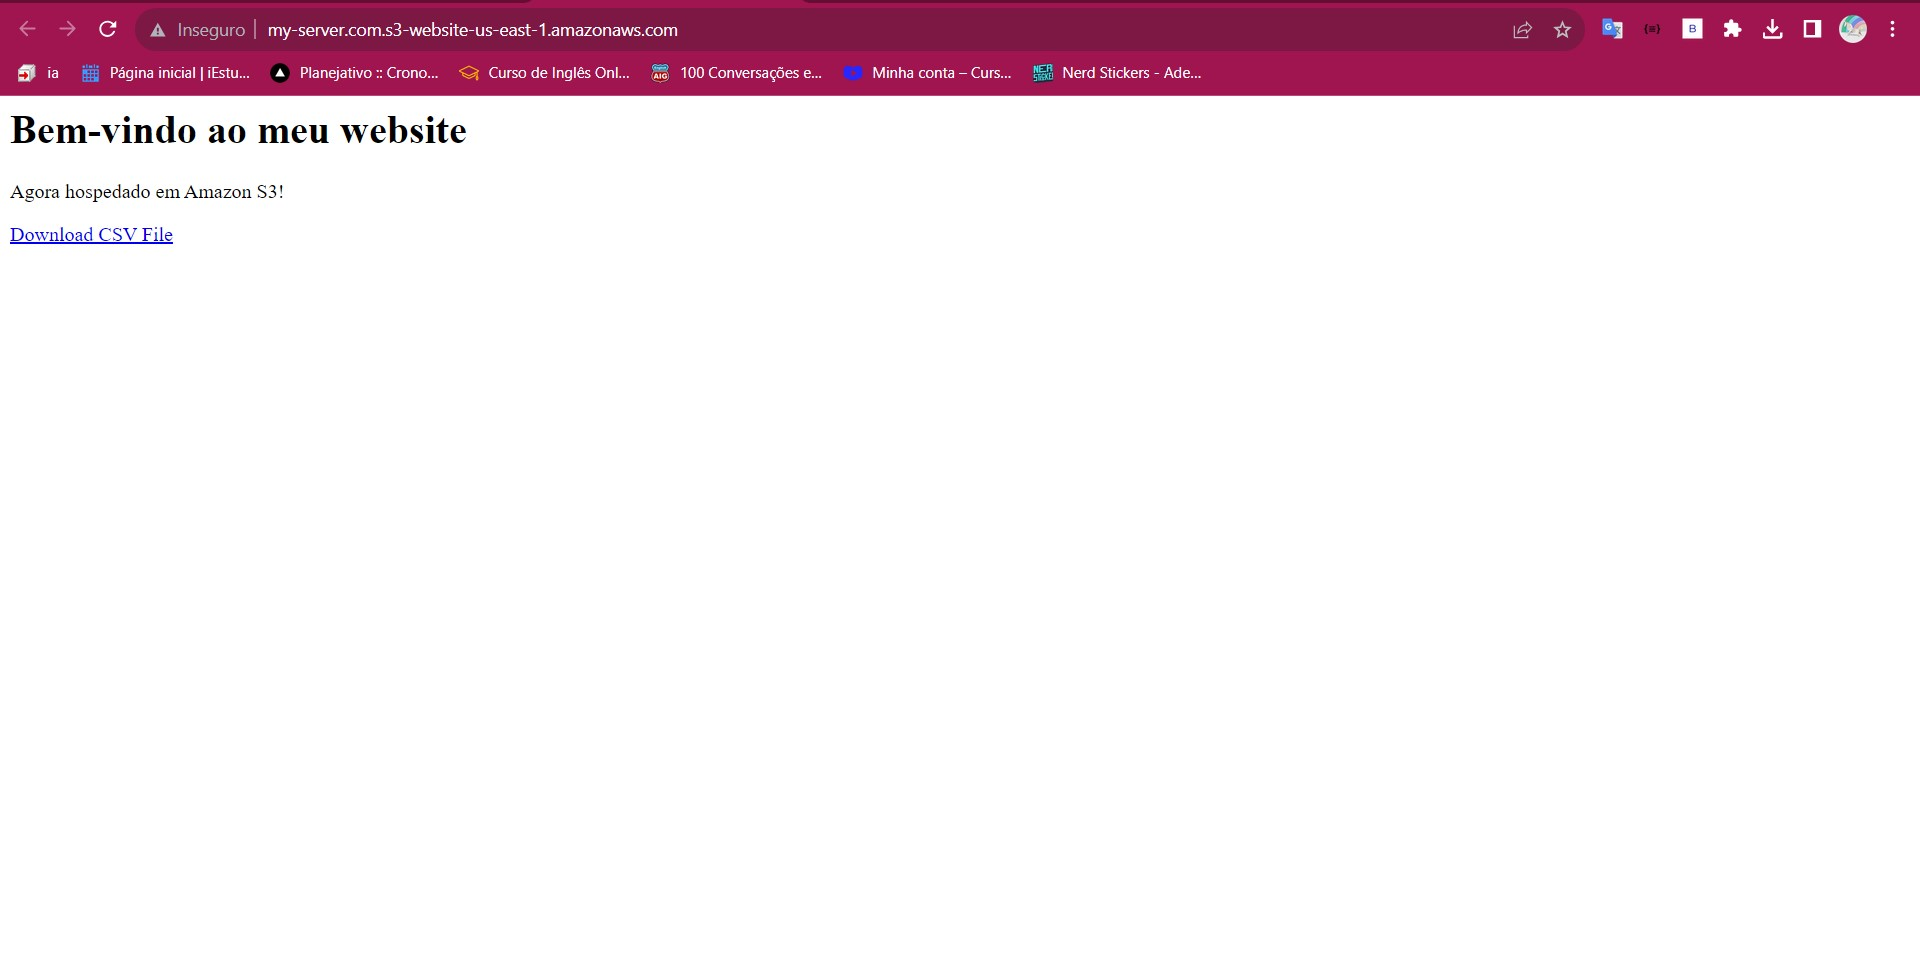 Inseguro | my-server.com.s3-website-us-east-1.amazonaws.com
ia Página inicial | iEstu... Planejativo :: Crono... Curso de Inglês Onl... AIG 100 Conversações e... Minha conta – Curs... Nerd Stickers - Ade...
Bem-vindo ao meu website
Agora hospedado em Amazon S3!
Download CSV File